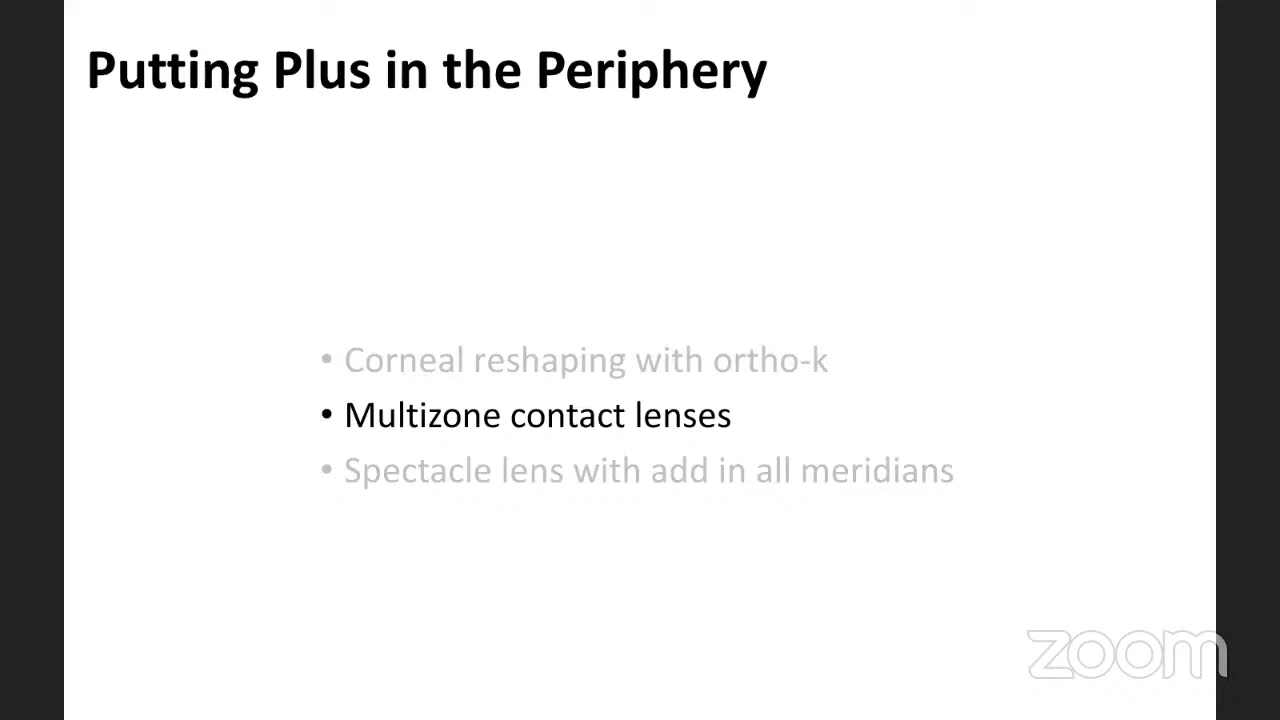 Putting Plus in the Periphery
• Corneal reshaping with ortho-k
• Multizone contact lenses
• Spectacle lens with add in all meridians
zoom